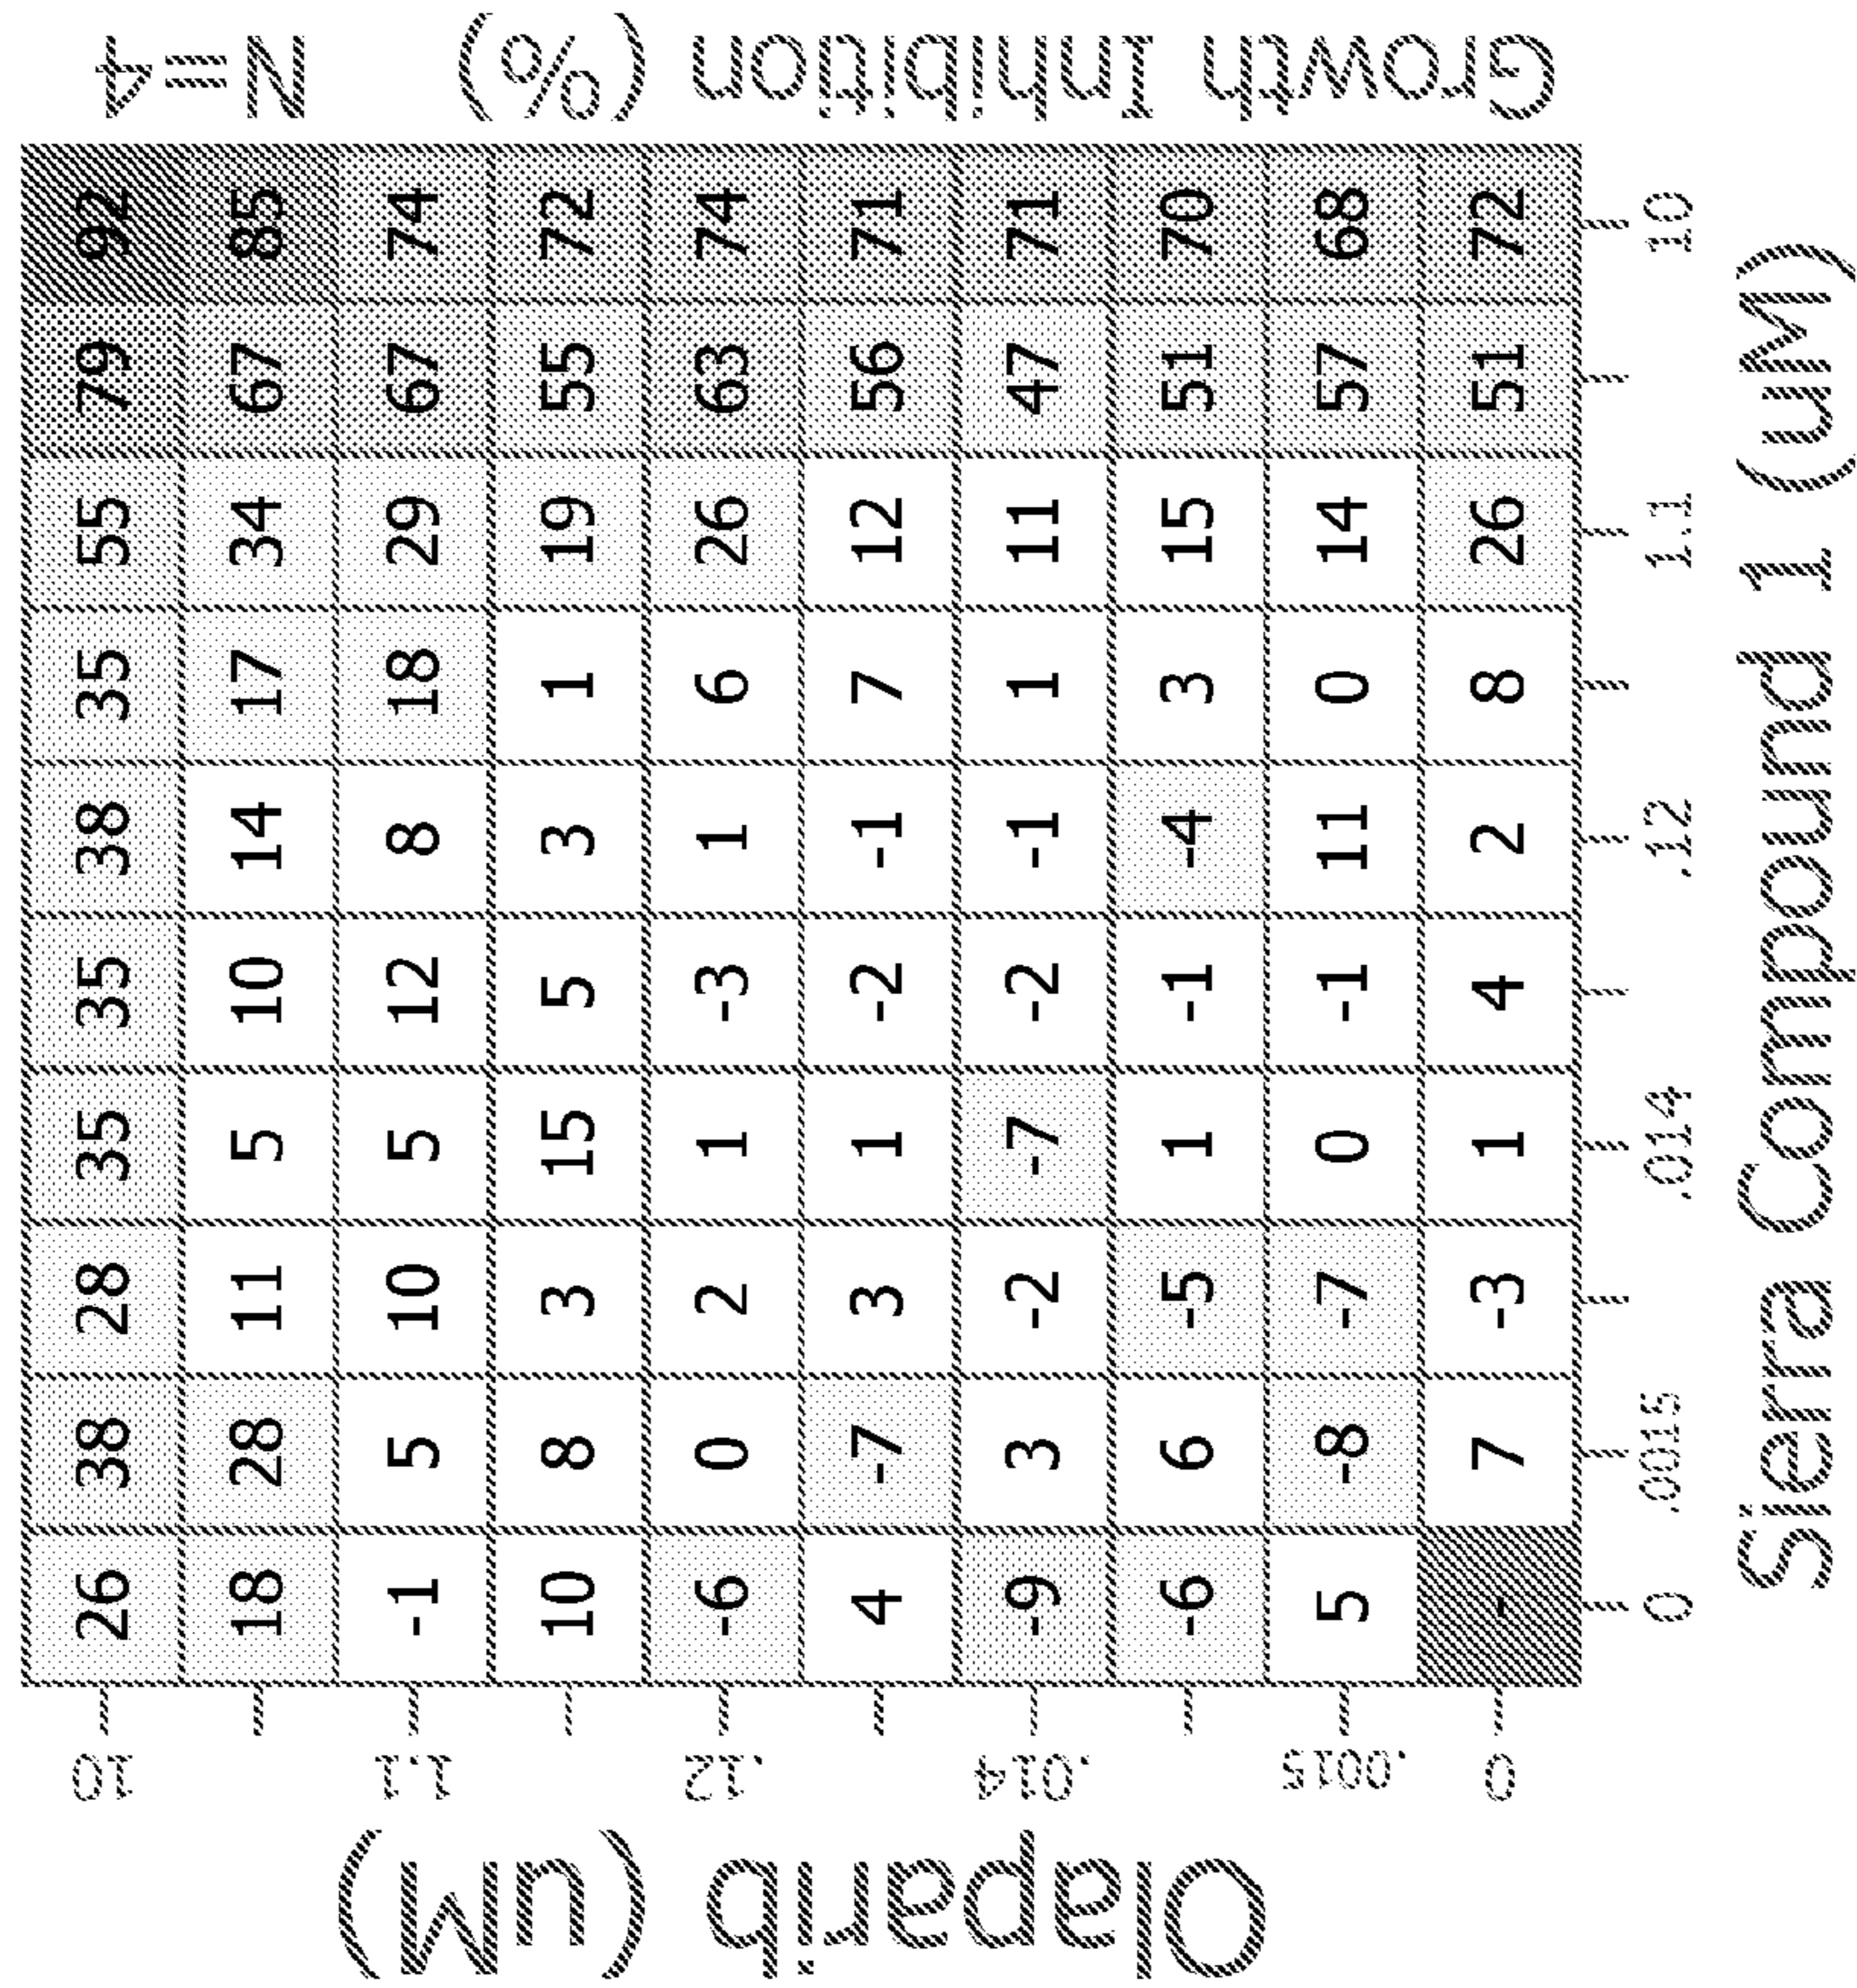 N=4
Growth Inhibition (%)
26 38 28 35 35 38 35 55 79 92
18 28 11 5 10 14 17 34 67 85
-1 5 10 5 12 8 18 29 67 74
10 8 3 15 5 3 1 19 55 72
-6 0 2 1 -3 1 6 26 63 74
4 -7 3 1 -2 -1 7 12 56 71
-9 3 -2 -7 -2 -1 1 11 47 71
-6 6 -5 1 -1 -4 3 15 51 70
5 -8 -7 0 -1 11 0 14 57 68
- 7 -3 1 4 2 8 26 51 72
10
1.1
.12
.014
.0015
0
Olaparib (uM)
0 .0015 .014 .12 1.1 10
Sierra Compound 1 (uM)